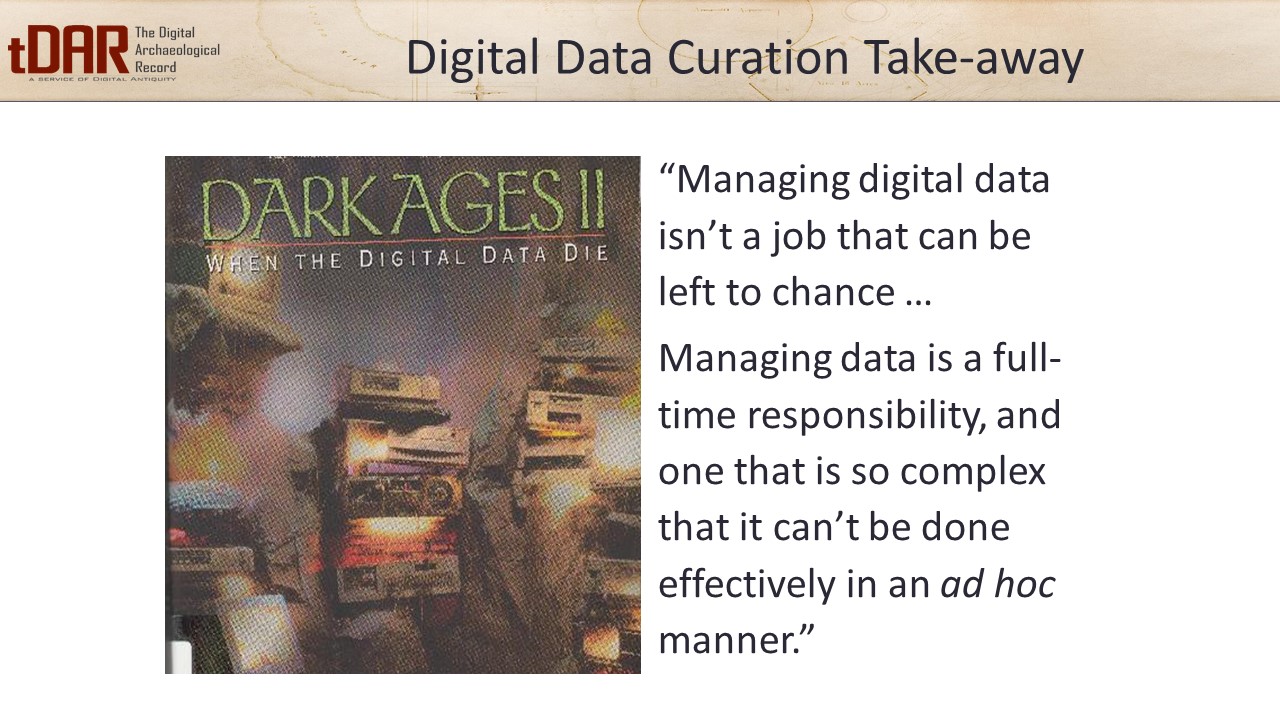 tDAR
The Digital
Archaeological
Record
A SERVICE OF DIGITAL ANTIQUITY
Digital Data Curation Take-away
DARK AGES II
WHEN THE DIGITAL DATA DIE
“Managing digital data
isn’t a job that can be
left to chance …
Managing data is a full-
time responsibility, and
one that is so complex
that it can’t be done
effectively in an ad hoc
manner.”